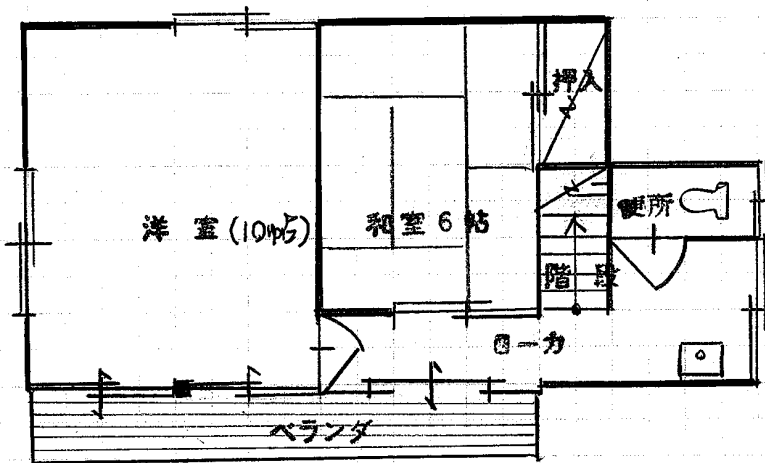 押入
便所
洋室(10帖)
和室6帖
階段
ローカ
ベランダ